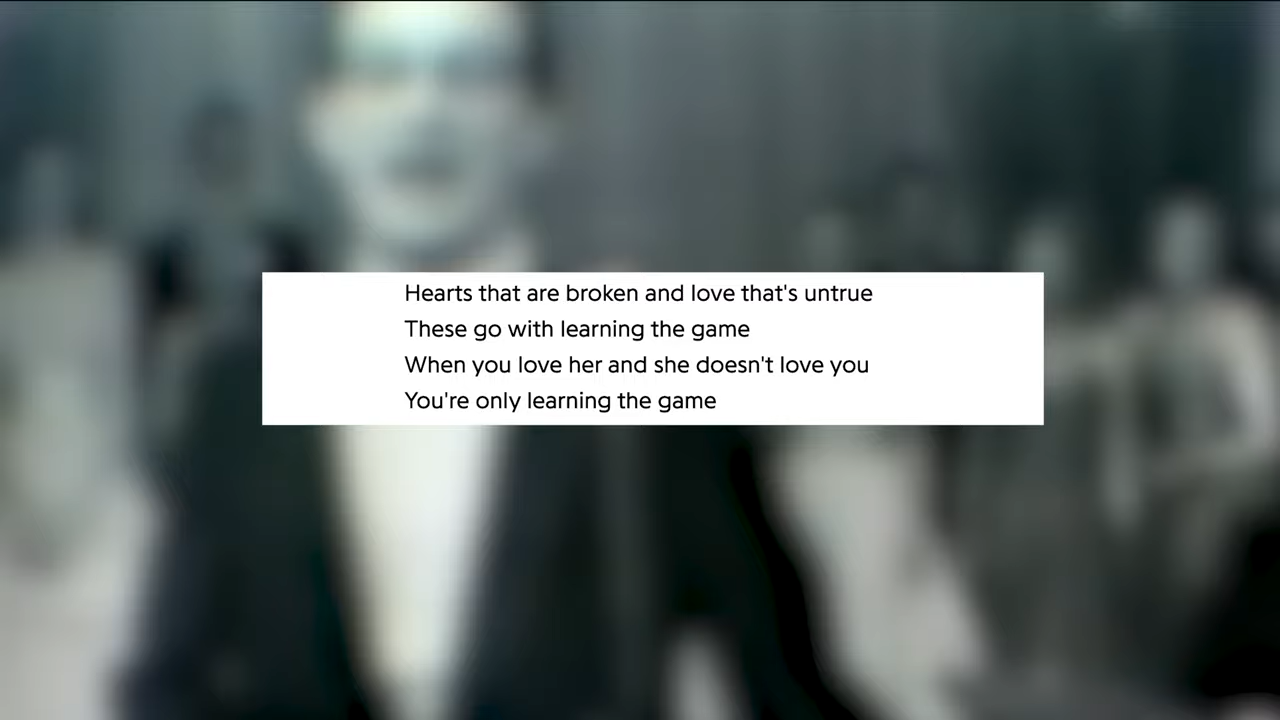 Hearts that are broken and love that's untrue
These go with learning the game
When you love her and she doesn't love you
You're only learning the game